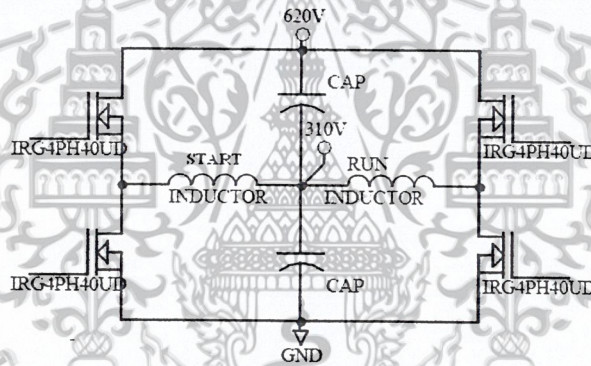 620V
CAP
310V
IRG4PH40UD
IRG4PH40UD
START
RUN
INDUCTOR
INDUCTOR
IRG4PH40UD
CAP
IRG4PH40UD
GND